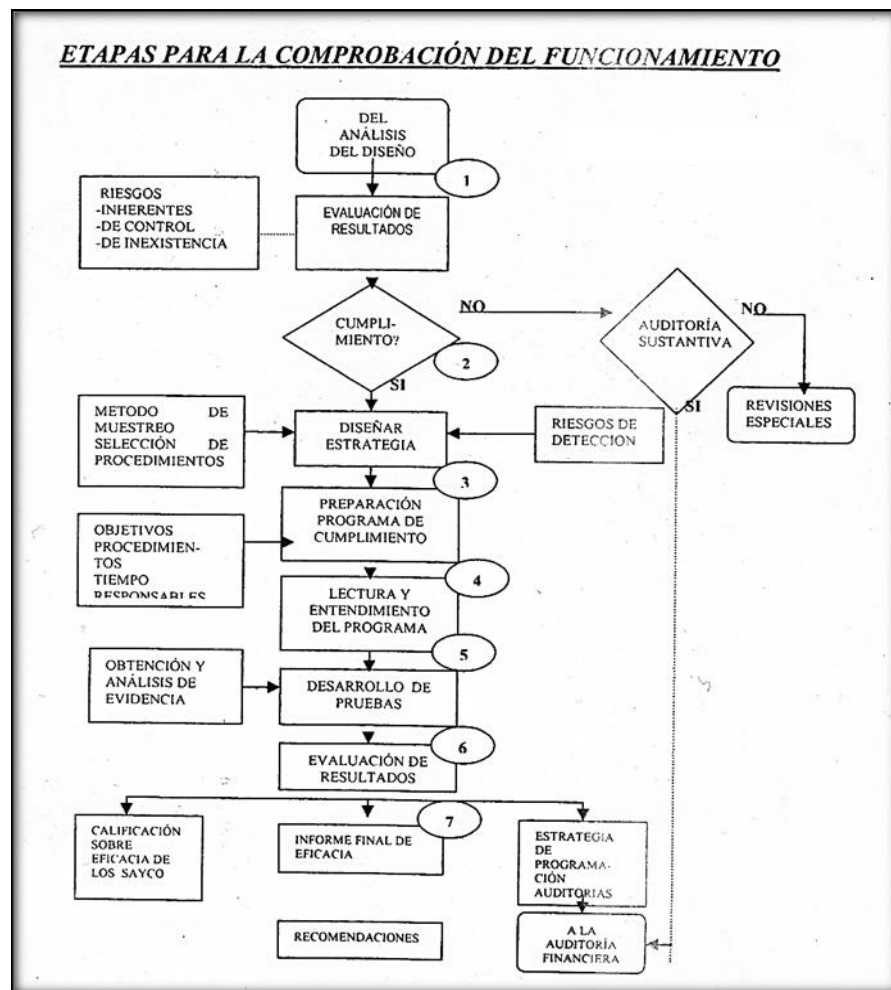 ETAPAS PARA LA COMPROBACIÓN DEL FUNCIONAMIENTO
DEL
ANÁLISIS
DEL DISEÑO
1
RIESGOS
-INHERENTES
-DE CONTROL
-DE INEXISTENCIA
EVALUACIÓN DE
RESULTADOS
CUMPLI-
MIENTO?
NO
2
SI
AUDITORÍA
SUSTANTIVA
NO
SI
REVISIONES
ESPECIALES
METODO DE
MUESTREO
SELECCIÓN DE
PROCEDIMIENTOS
DISEÑAR
ESTRATEGIA
RIESGOS DE
DETECCION
3
PREPARACIÓN
PROGRAMA DE
CUMPLIMIENTO
OBJETIVOS
PROCEDIMIEN-
TOS
TIEMPO
RESPONSABLES
4
LECTURA Y
ENTENDIMIENTO
DEL PROGRAMA
5
OBTENCIÓN Y
ANÁLISIS DE
EVIDENCIA
DESARROLLO DE
PRUEBAS
6
EVALUACIÓN DE
RESULTADOS
CALIFICACIÓN
SOBRE
EFICACIA DE
LOS SAYCO
7
INFORME FINAL DE
EFICACIA
ESTRATEGIA
DE
PROGRAMA-
CIÓN
AUDITORIAS
RECOMENDACIONES
A LA
AUDITORÍA
FINANCIERA